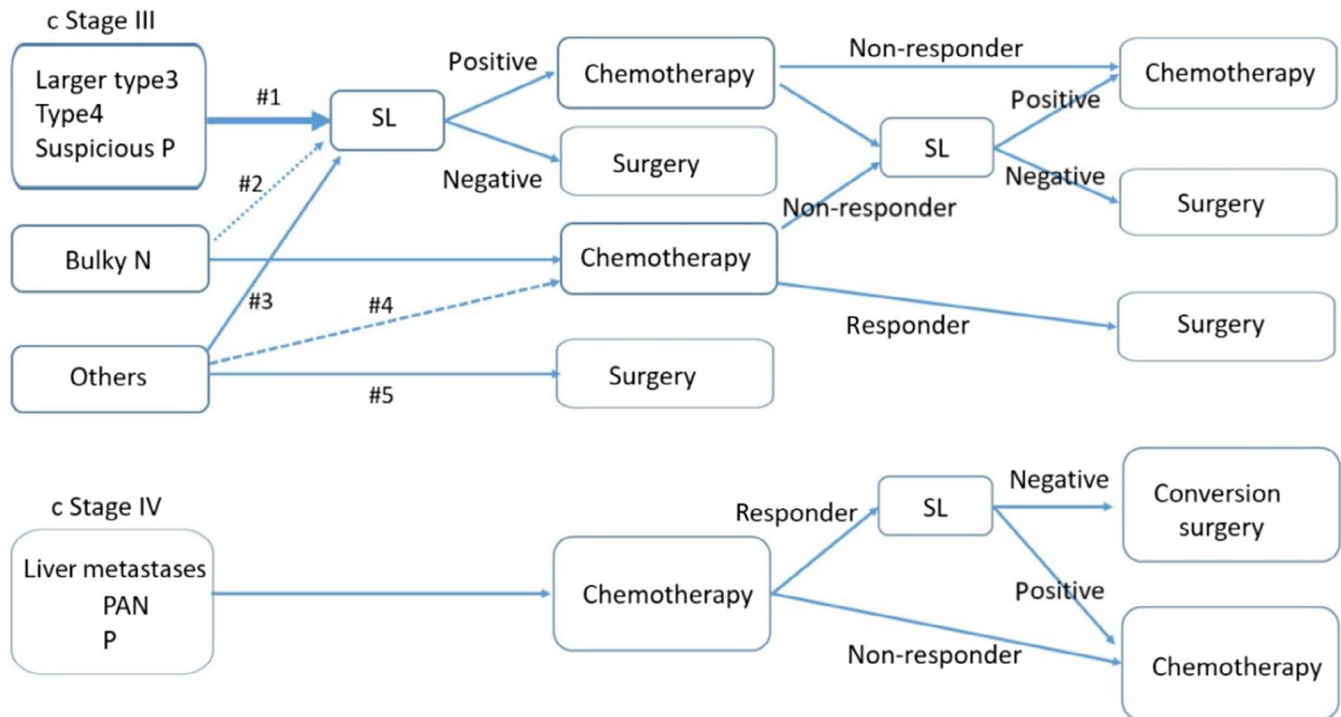 c Stage III
Larger type3
Type4
Suspicious P
#1
SL
Positive
Negative
Chemotherapy
Surgery
Non-responder
SL
Positive
Negative
Chemotherapy
Surgery
#2
Bulky N
Chemotherapy
Non-responder
#3
#4
Responder
Surgery
Others
#5
Surgery
c Stage IV
Liver metastases
PAN
P
Chemotherapy
Responder
SL
Negative
Conversion
surgery
Positive
Non-responder
Chemotherapy